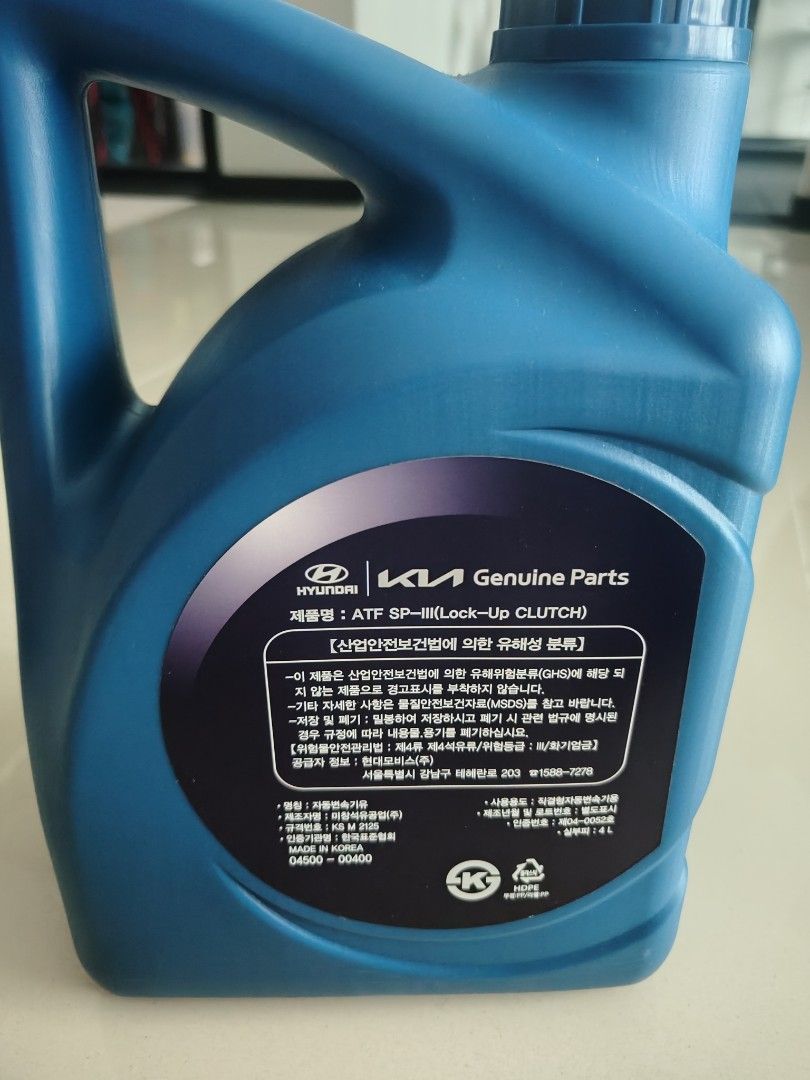 HYUNDAI | KIA Genuine Parts
제품명 : ATF SP-III(Lock-Up CLUTCH)
【산업안전보건법에 의한 유해성 분류】
-이 제품은 산업안전보건법에 의한 유해위험분류(GHS)에 해당 되
지 않는 제품으로 경고표시를 부착하지 않습니다.
-기타 자세한 사항은 물질안전보건자료(MSDS)를 참고 바랍니다.
-저장 및 폐기 : 밀봉하여 저장하시고 폐기 시 관련 법규에 명시된
경우 규정에 따라 내용물,용기를 폐기하십시요.
【위험물안전관리법 : 제4류 제4석유류/위험등급 : III/화기엄금】
공급자 정보 : 현대모비스(주)
서울특별시 강남구 테헤란로 203 ☎1588-7278
· 명칭 : 자동변속기유
· 제조자명 : 미창석유공업(주)
· 규격번호 : KS M 2125
· 인증기관명 : 한국표준협회
MADE IN KOREA
04500 - 00400
· 사용용도 : 직결형자동변속기용
· 제조년월 및 로트번호 : 별도표시
· 인증번호 : 제04-0052호
· 실부피 : 4 L
플라스틱
HDPE